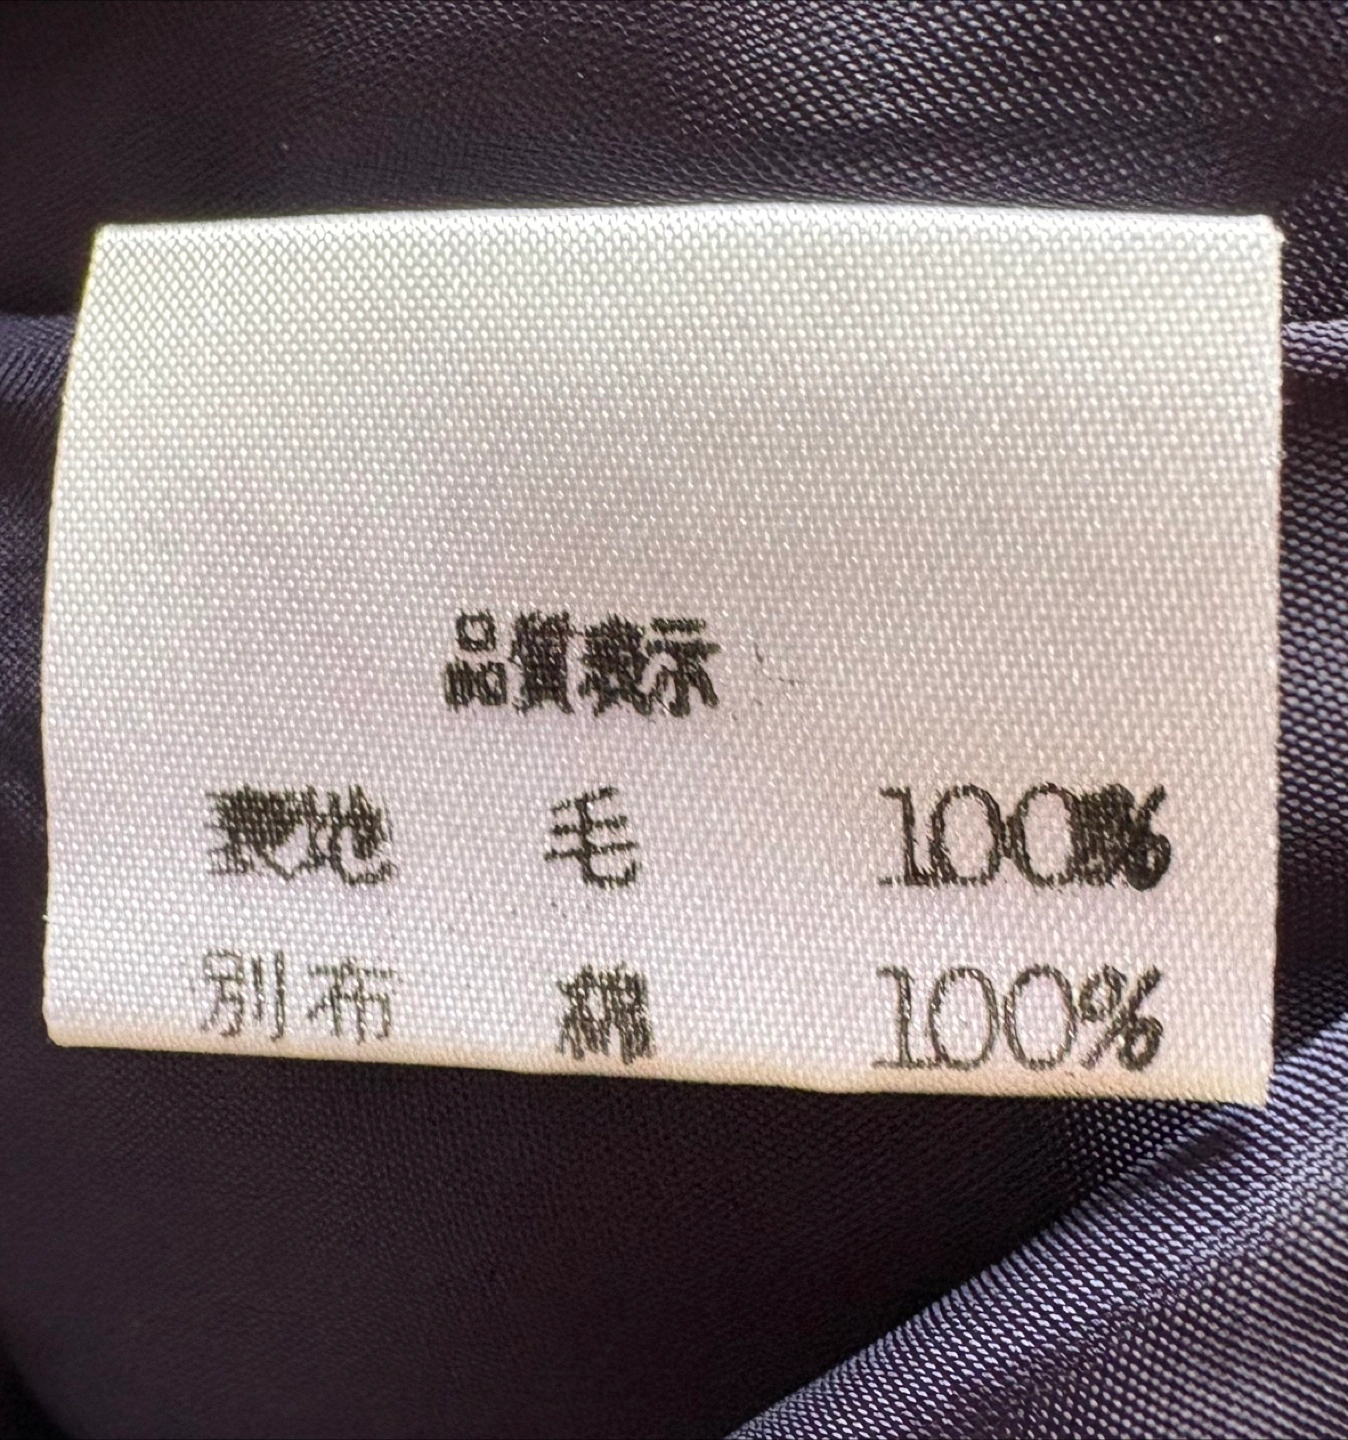 品質表示
表地 毛 100%
別布 綿 100%